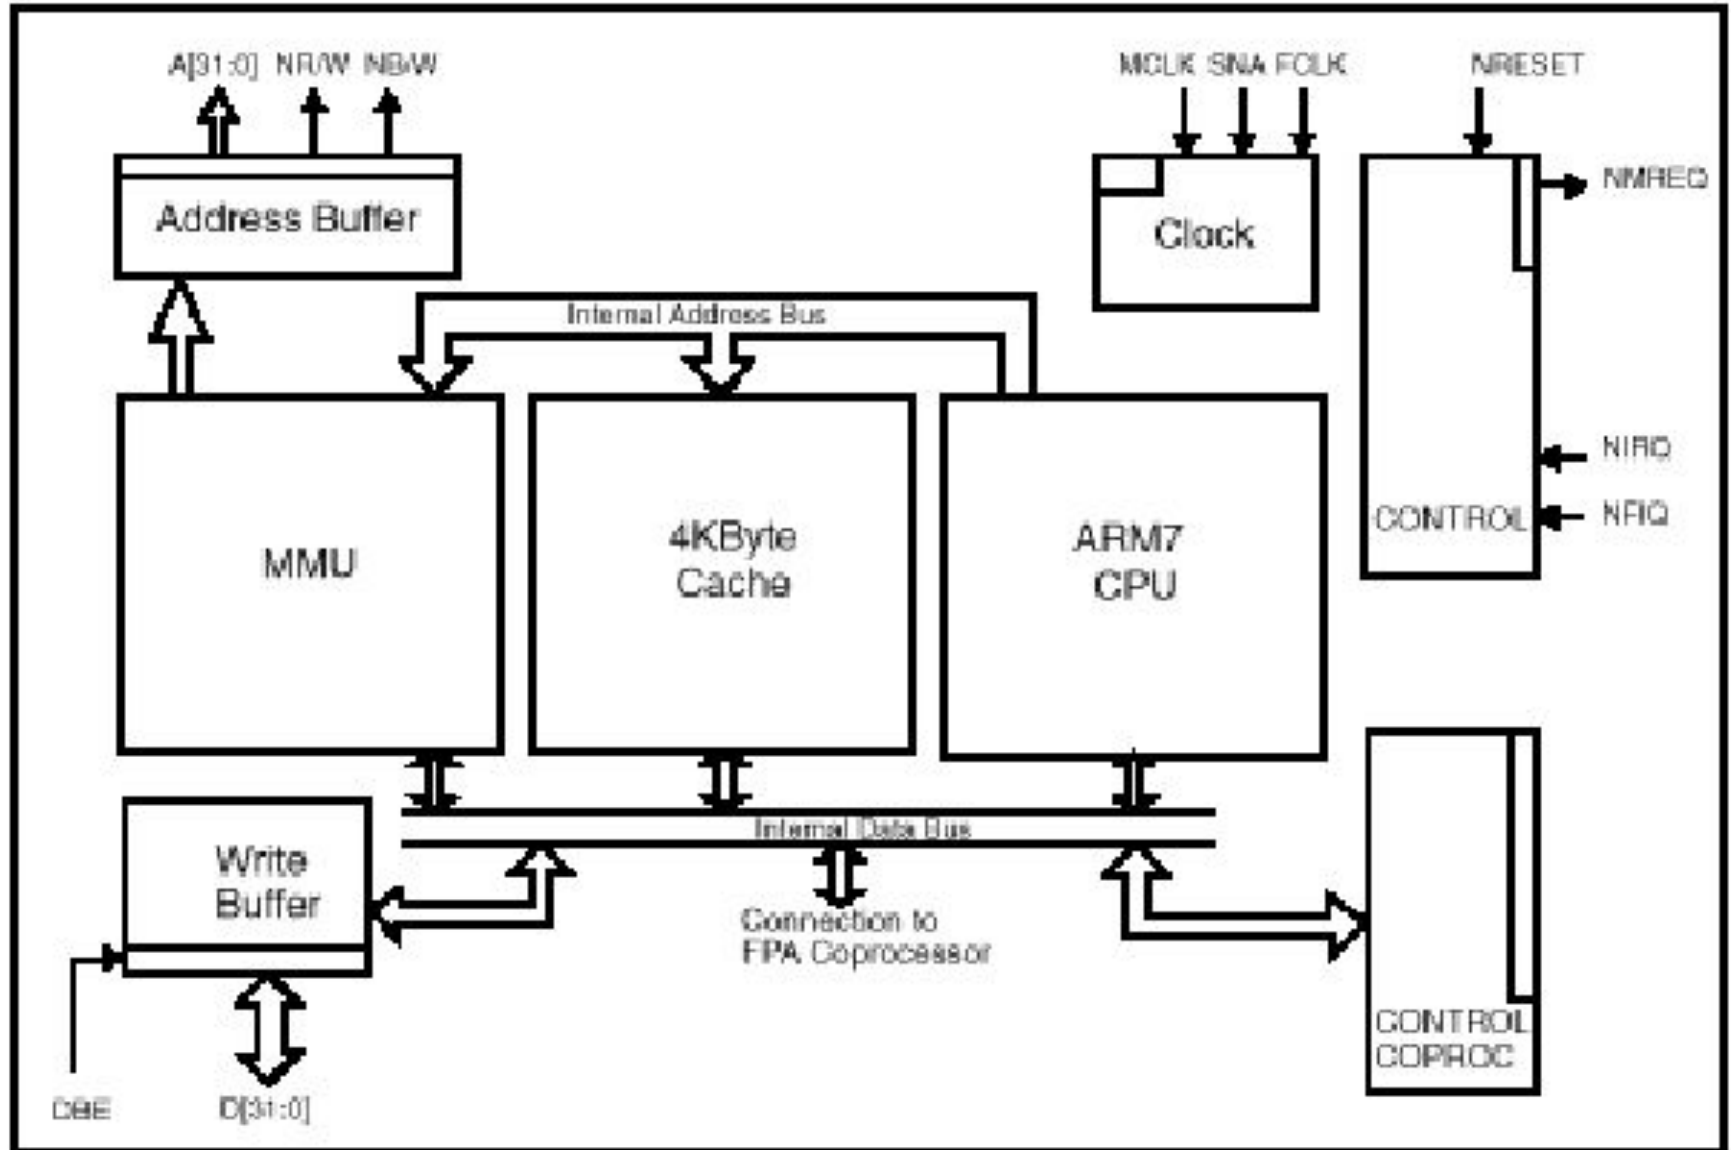 A[31:0] NR/W NB/W
MCLK SNA FCLK
NRESET
NMREQ
Address Buffer
Clock
Internal Address Bus
NIRQ
NFIQ
CONTROL
MMU
4KByte
Cache
ARM7
CPU
Internal Data Bus
Write
Buffer
Connection to
FPA Coprocessor
CONTROL
COPROC
DBE
D[31:0]